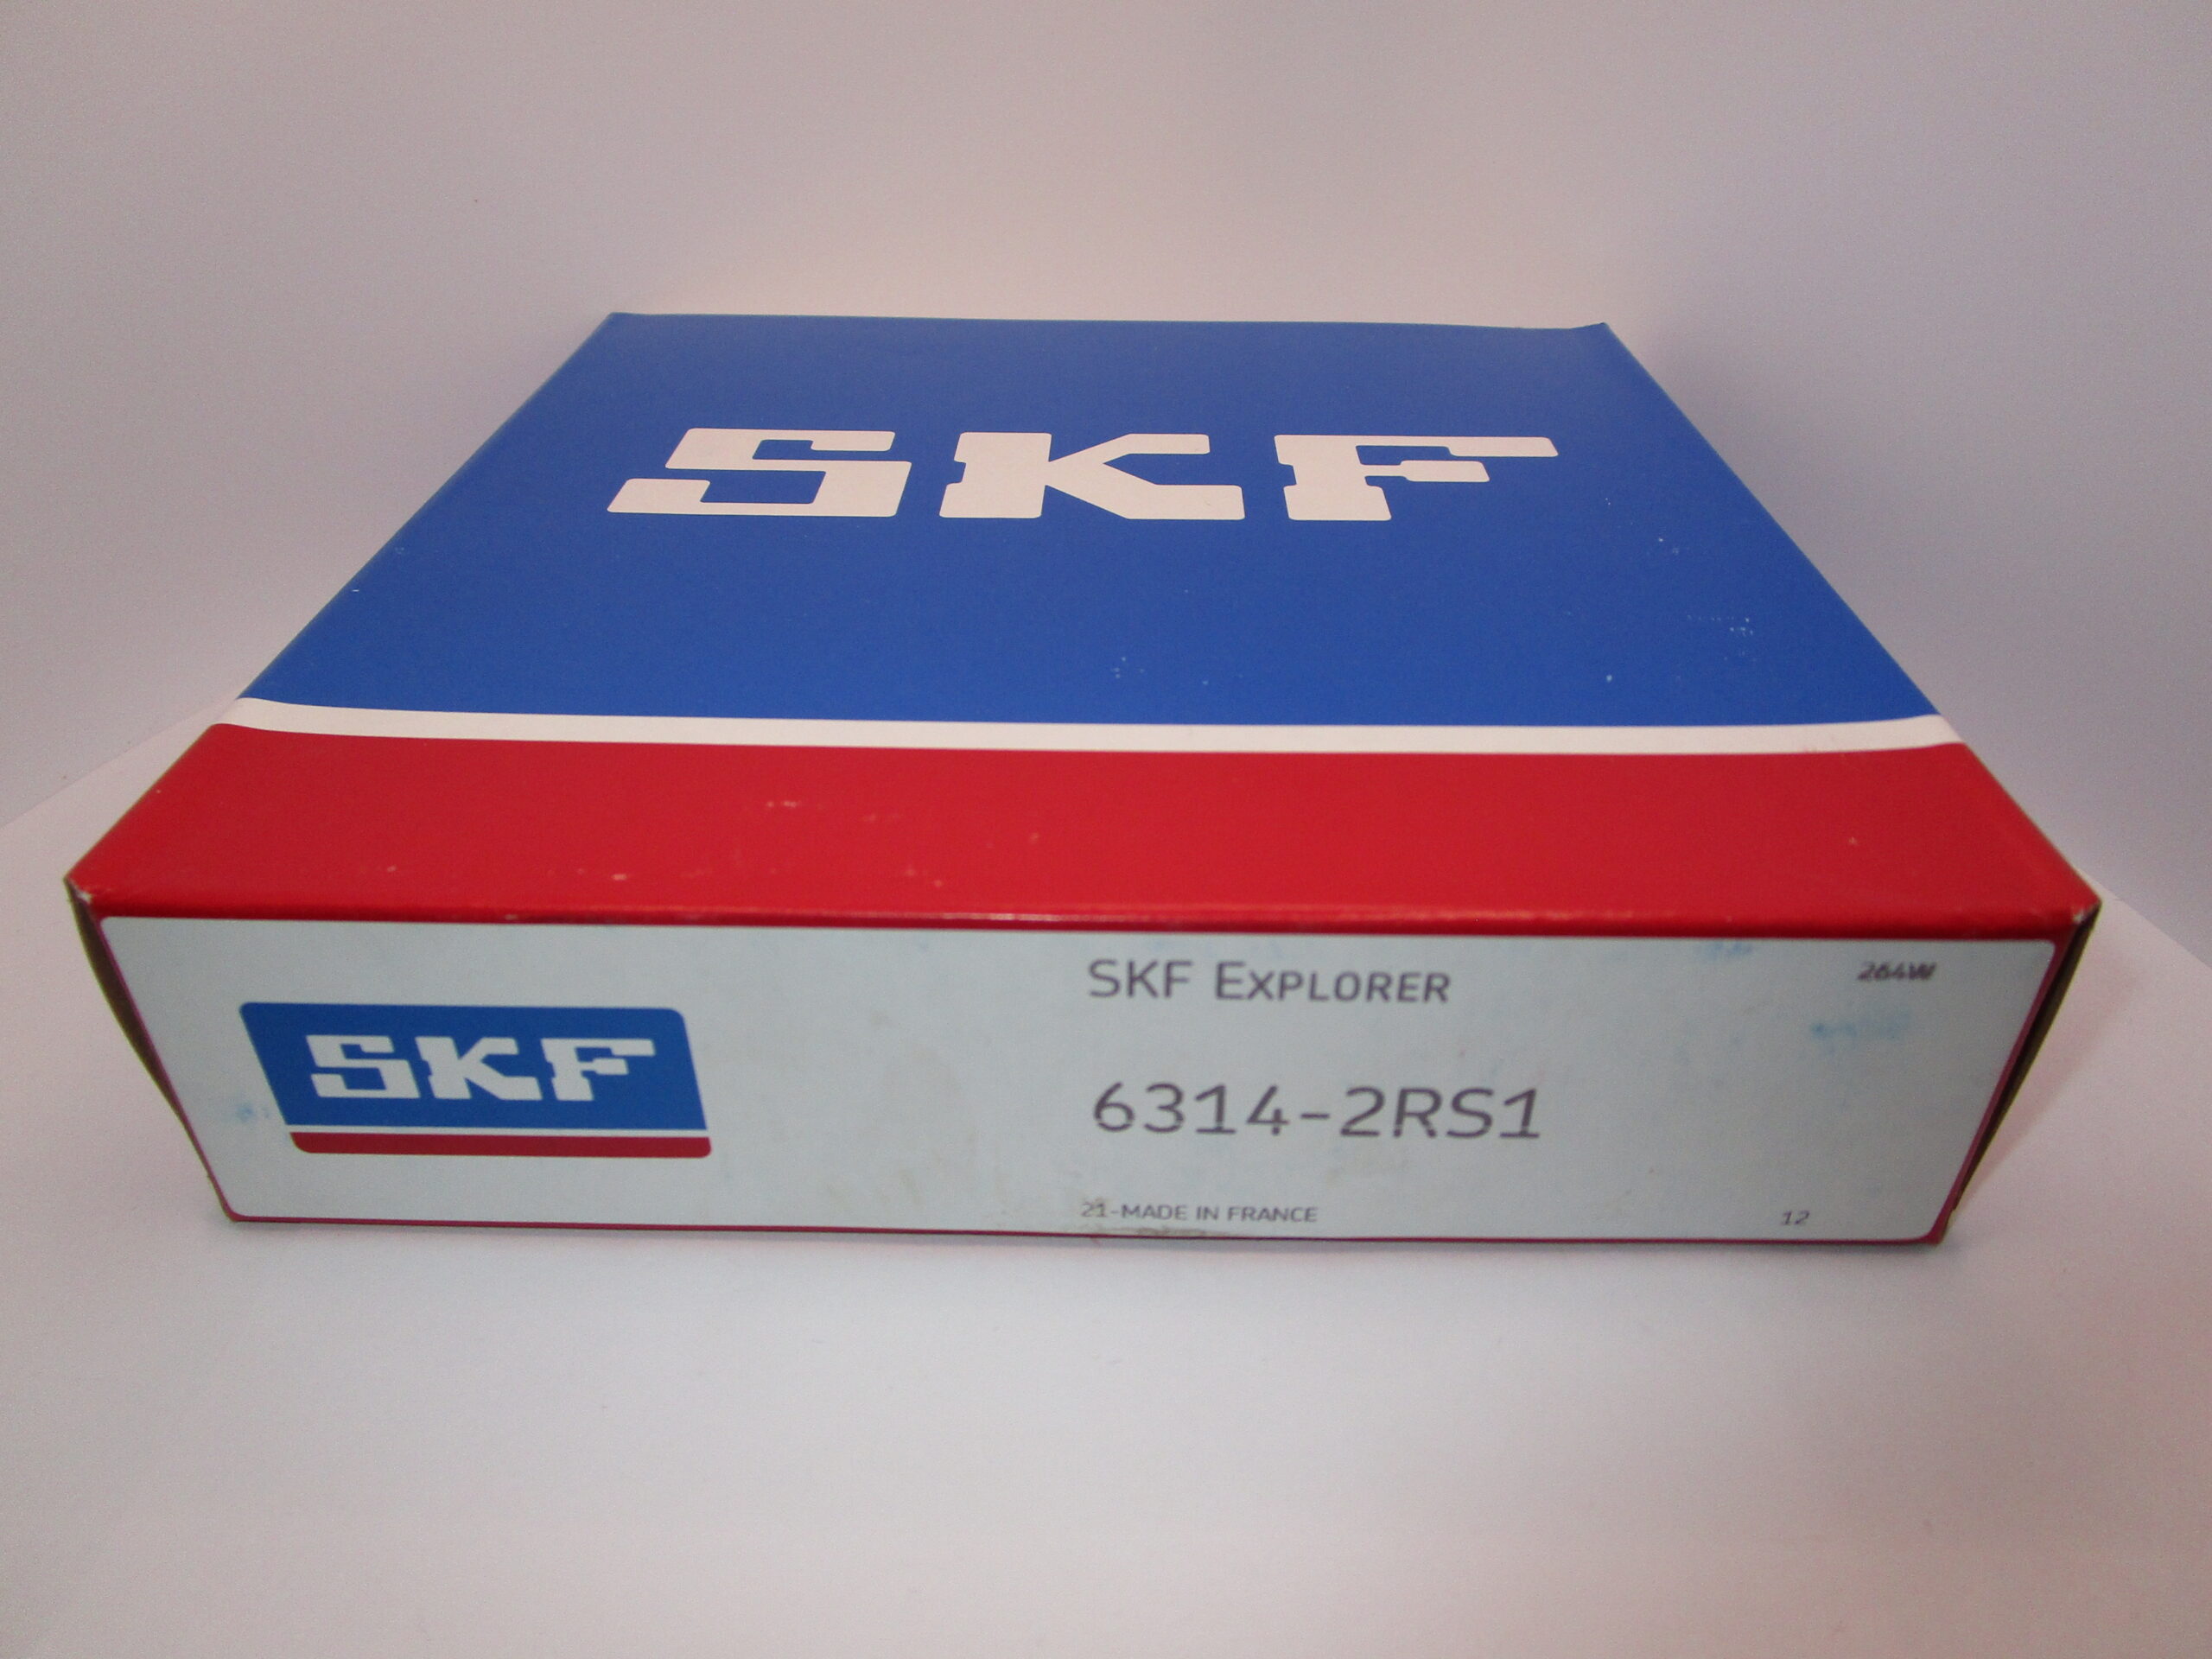 SKF
SKF EXPLORER
264W
SKF
6314-2RS1
21-MADE IN FRANCE
12